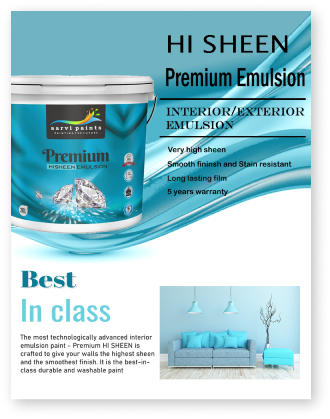 HI SHEEN
Premium Emulsion
INTERIOR/EXTERIOR
EMULSION
Very high sheen
Smooth fininsh and Stain resistant
Long lasting film
5 years warranty
sarvi paints
Premium
HISHEEN EMULSION
Best
In class
The most technologically advanced interior
emulsion paint - Premium HI SHEEN is
crafted to give your walls the highest sheen
and the smoothest finish. It is the best-in-
class durable and washable paint